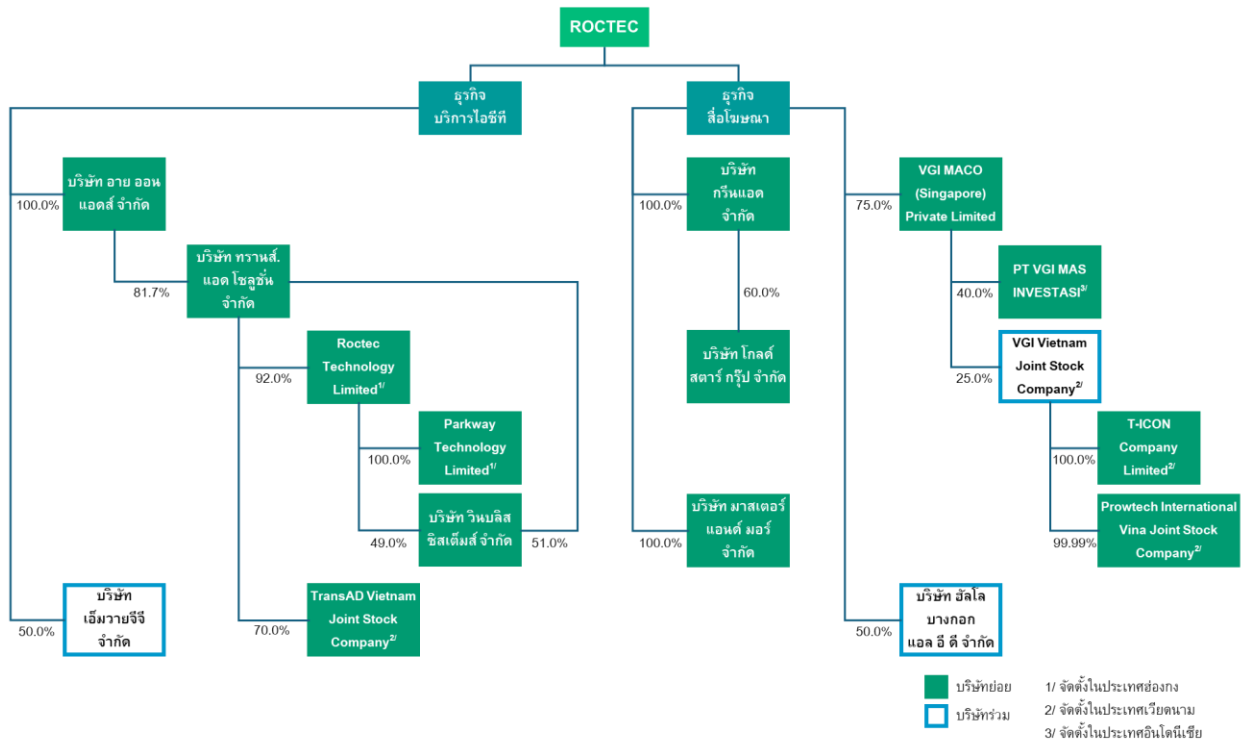 ROCTEC
ธุรกิจ
บริการไอซีที
ธุรกิจ
สื่อโฆษณา
100.0%
บริษัท อาย ออน
แอดส์ จำกัด
81.7%
บริษัท ทรานส์.
แอด โซลูชั่น
จำกัด
92.0%
Roctec
Technology
Limited1/
100.0%
Parkway
Technology
Limited1/
49.0%
บริษัท วินบลิส
ซิสเต็มส์ จำกัด
51.0%
70.0%
TransAD Vietnam
Joint Stock
Company2/
50.0%
บริษัท
เอ็มวายจีจี
จำกัด
100.0%
บริษัท
กรีนแอด
จำกัด
60.0%
บริษัท โกลด์
สตาร์ กรุ๊ป จำกัด
100.0%
บริษัท มาสเตอร์
แอนด์ มอร์
จำกัด
75.0%
VGI MACO
(Singapore)
Private Limited
40.0%
PT VGI MAS
INVESTASI3/
25.0%
VGI Vietnam
Joint Stock
Company2/
100.0%
T-ICON
Company
Limited2/
99.99%
Prowtech International
Vina Joint Stock
Company2/
50.0%
บริษัท ฮัลโล
บางกอก
แอล อี ดี จำกัด
บริษัทย่อย
บริษัทร่วม
1/ จัดตั้งในประเทศฮ่องกง
2/ จัดตั้งในประเทศเวียดนาม
3/ จัดตั้งในประเทศอินโดนีเซีย